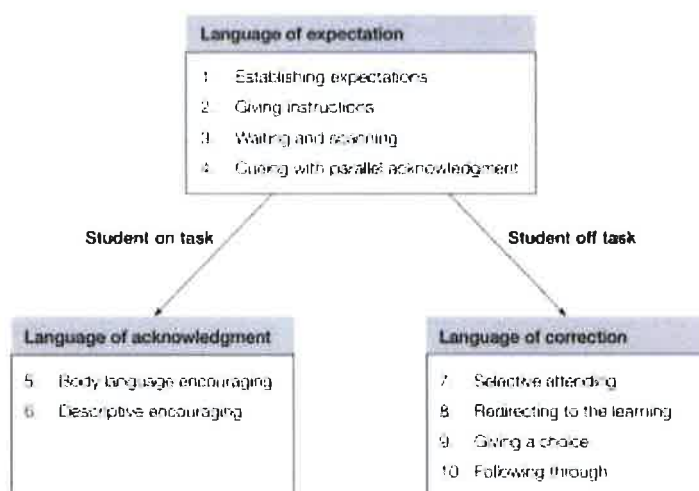 Language of expectation
1. Establishing expectations
2. Giving instructions
3. Waiting and scanning
4. Cueing with parallel acknowledgment
Student on task
Student off task
Language of acknowledgment
5. Body language encouraging
6. Descriptive encouraging
Language of correction
7. Selective attending
8. Redirecting to the learning
9. Giving a choice
10. Following through